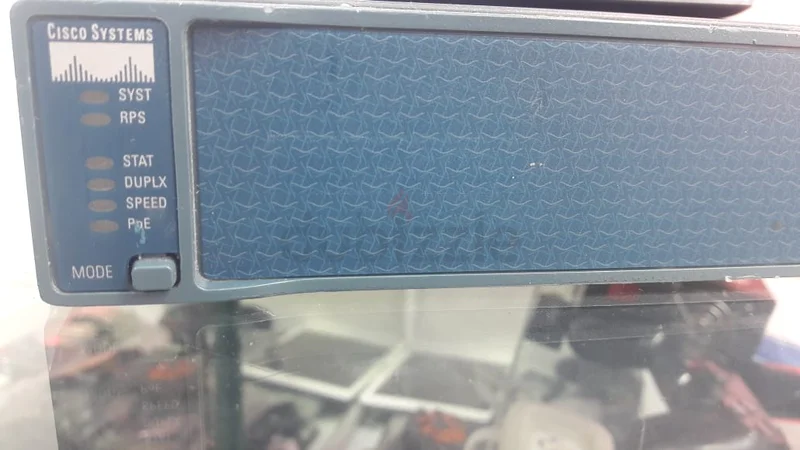 CISCO SYSTEMS
SYST
RPS
STAT
DUPLX
SPEED
PoE
MODE